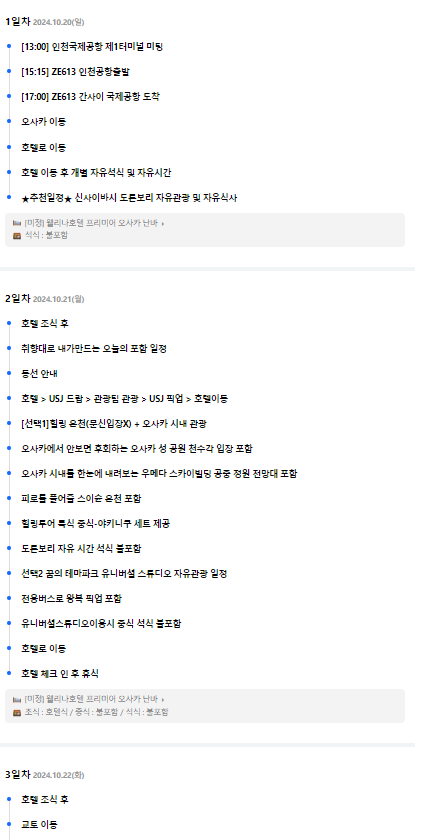 1일차 2024.10.20(일)
[13:00] 인천국제공항 제1터미널 미팅
[15:15] ZE613 인천공항출발
[17:00] ZE613 간사이 국제공항 도착
오사카 이동
호텔로 이동
호텔 이동 후 개별 자유석식 및 자유시간
★추천일정★ 신사이바시 도톤보리 자유관광 및 자유식사
[미정] 웰리나호텔 프리미어 오사카 난바
석식 : 불포함
2일차 2024.10.21(월)
호텔 조식 후
취향대로 내가만드는 오늘의 포함 일정
동선 안내
호텔 > USJ 드랍 > 관광팀 관광 > USJ 픽업 > 호텔이동
[선택1]힐링 온천(문신입장X) + 오사카 시내 관광
오사카에서 안보면 후회하는 오사카 성 공원 천수각 입장 포함
오사카 시내를 한눈에 내려보는 우메다 스카이빌딩 공중 정원 전망대 포함
피로를 풀어줄 스이슌 온천 포함
힐링투어 특식 중식-야키니쿠 세트 제공
도톤보리 자유 시간 석식 불포함
선택2 꿈의 테마파크 유니버셜 스튜디오 자유관광 일정
전용버스로 왕복 픽업 포함
유니버셜스튜디오이용시 중식 석식 불포함
호텔로 이동
호텔 체크 인 후 휴식
[미정] 웰리나호텔 프리미어 오사카 난바
조식 : 호텔식 / 중식 : 불포함 / 석식 : 불포함
3일차 2024.10.22(화)
호텔 조식 후
교토 이동